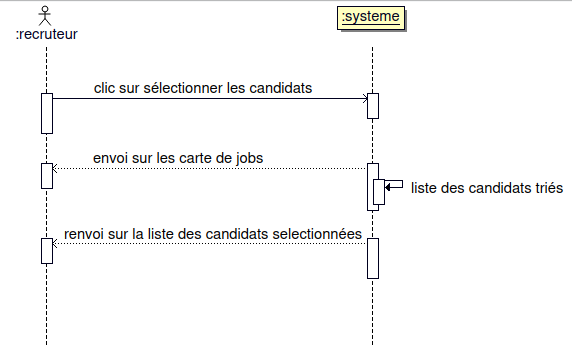 :recruteur
:systeme
clic sur sélectionner les candidats
envoi sur les carte de jobs
liste des candidats triés
renvoi sur la liste des candidats selectionnées